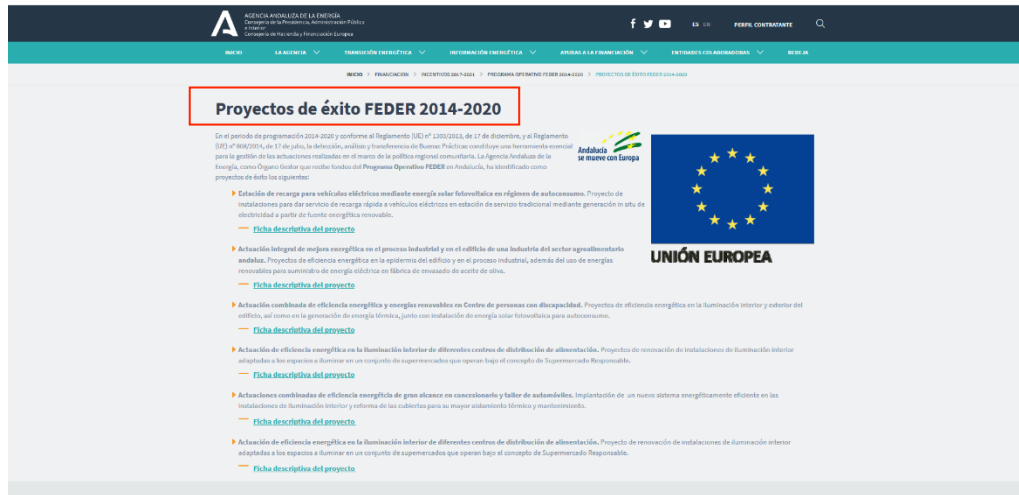 AGENCIA ANDALUZA DE LA ENERGÍA
Consejería de la Presidencia, Administración Pública
e Interior
Consejería de Hacienda y Financiación Europea
ES EN
PERFIL CONTRATANTE
INICIO LA AGENCIA TRANSICIÓN ENERGÉTICA INFORMACIÓN ENERGÉTICA AYUDAS A LA FINANCIACIÓN ENTIDADES COLABORADORAS REDEJA
INICIO > FINANCIACIÓN > INCENTIVOS 2017-2021 > PROGRAMA OPERATIVO FEDER 2014-2020 > PROYECTOS DE ÉXITO FEDER 2014-2020
Proyectos de éxito FEDER 2014-2020
En el periodo de programación 2014-2020 y conforme al Reglamento (UE) nº 1303/2013, de 17 de diciembre, y al Reglamento
(UE) nº 808/2014, de 17 de julio, la detección, análisis y transferencia de Buenas Prácticas constituye una herramienta esencial
para la gestión de las actuaciones realizadas en el marco de la política regional comunitaria. La Agencia Andaluza de la
Energía, como Órgano Gestor que recibe fondos del Programa Operativo FEDER en Andalucía, ha identificado como
proyectos de éxito los siguientes:
Andalucía
se mueve con Europa
UNIÓN EUROPEA
Estación de recarga para vehículos eléctricos mediante energía solar fotovoltaica en régimen de autoconsumo. Proyecto de
instalaciones para dar servicio de recarga rápida a vehículos eléctricos en estación de servicio tradicional mediante generación in situ de
electricidad a partir de fuente energética renovable.
Ficha descriptiva del proyecto
Actuación integral de mejora energética en el proceso industrial y en el edificio de una industria del sector agroalimentario
andaluz. Proyectos de eficiencia energética en la epidermis del edificio y en el proceso industrial, además del uso de energías
renovables para suministro de energía eléctrica en fábrica de envasado de aceite de oliva.
Ficha descriptiva del proyecto
Actuación combinada de eficiencia energética y energías renovables en Centro de personas con discapacidad. Proyectos de eficiencia energética en la iluminación interior y exterior del
edificio, así como en la generación de energía térmica, junto con instalación de energía solar fotovoltaica para autoconsumo.
Ficha descriptiva del proyecto
Actuación de eficiencia energética en la iluminación interior de diferentes centros de distribución de alimentación. Proyectos de renovación de instalaciones de iluminación interior
adaptadas a los espacios a iluminar en un conjunto de supermercados que operan bajo el concepto de Supermercado Responsable.
Ficha descriptiva del proyecto
Actuaciones combinadas de eficiencia energética de gran alcance en concesionario y taller de automóviles. Implantación de un nuevo sistema energéticamente eficiente en las
instalaciones de iluminación interior y reforma de las cubiertas para su mayor aislamiento térmico y mantenimiento.
Ficha descriptiva del proyecto
Actuación de eficiencia energética en la iluminación interior de diferentes centros de distribución de alimentación. Proyecto de renovación de instalaciones de iluminación interior
adaptadas a los espacios a iluminar en un conjunto de supermercados que operan bajo el concepto de Supermercado Responsable.
Ficha descriptiva del proyecto